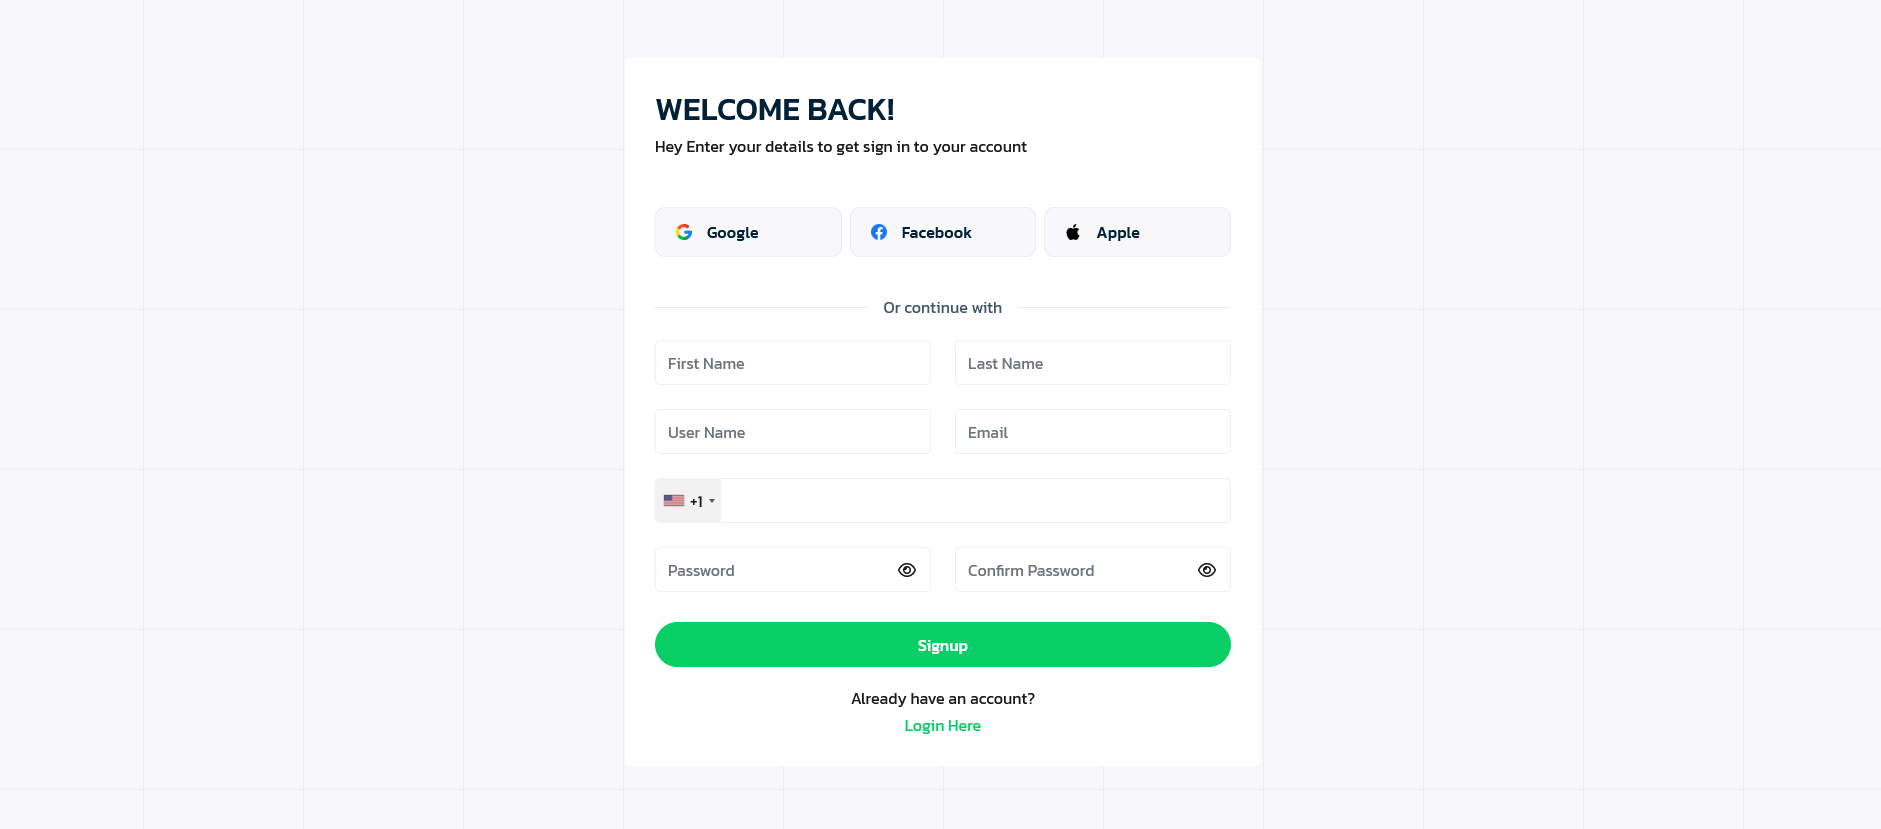 WELCOME BACK!
Hey Enter your details to get sign in to your account
Google
Facebook
Apple
Or continue with
First Name
Last Name
User Name
Email
+1
Password
Confirm Password
Signup
Already have an account?
Login Here